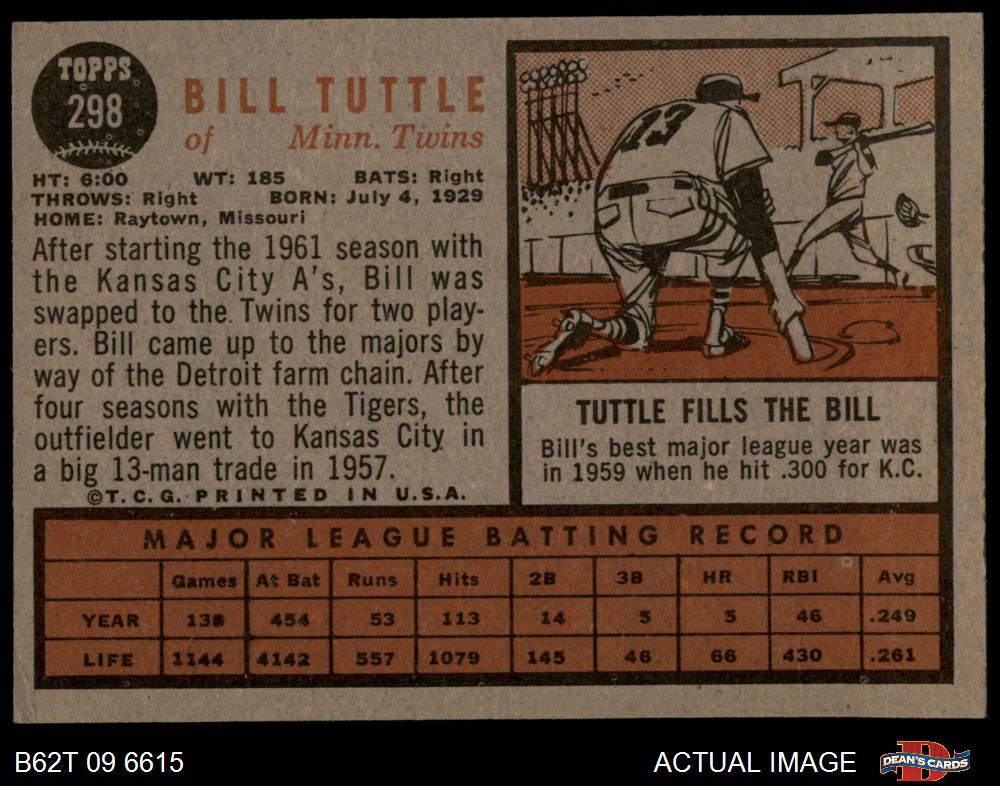 TOPPS
298
BILL TUTTLE
of Minn. Twins
HT: 6:00 WT: 185 BATS: Right
THROWS: Right BORN: July 4, 1929
HOME: Raytown, Missouri
After starting the 1961 season with
the Kansas City A's, Bill was
swapped to the Twins for two play-
ers. Bill came up to the majors by
way of the Detroit farm chain. After
four seasons with the Tigers, the
outfielder went to Kansas City in
a big 13-man trade in 1957.
©T.C.G. PRINTED IN U.S.A.
13
TUTTLE FILLS THE BILL
Bill's best major league year was
in 1959 when he hit .300 for K.C.
MAJOR LEAGUE BATTING RECORD
Games At Bat Runs Hits 2B 3B HR RBI Avg
YEAR 138 454 53 113 14 5 5 46 .249
LIFE 1144 4142 557 1079 145 46 66 430 .261
B62T 09 6615
ACTUAL IMAGE
D
DEAN'S CARDS